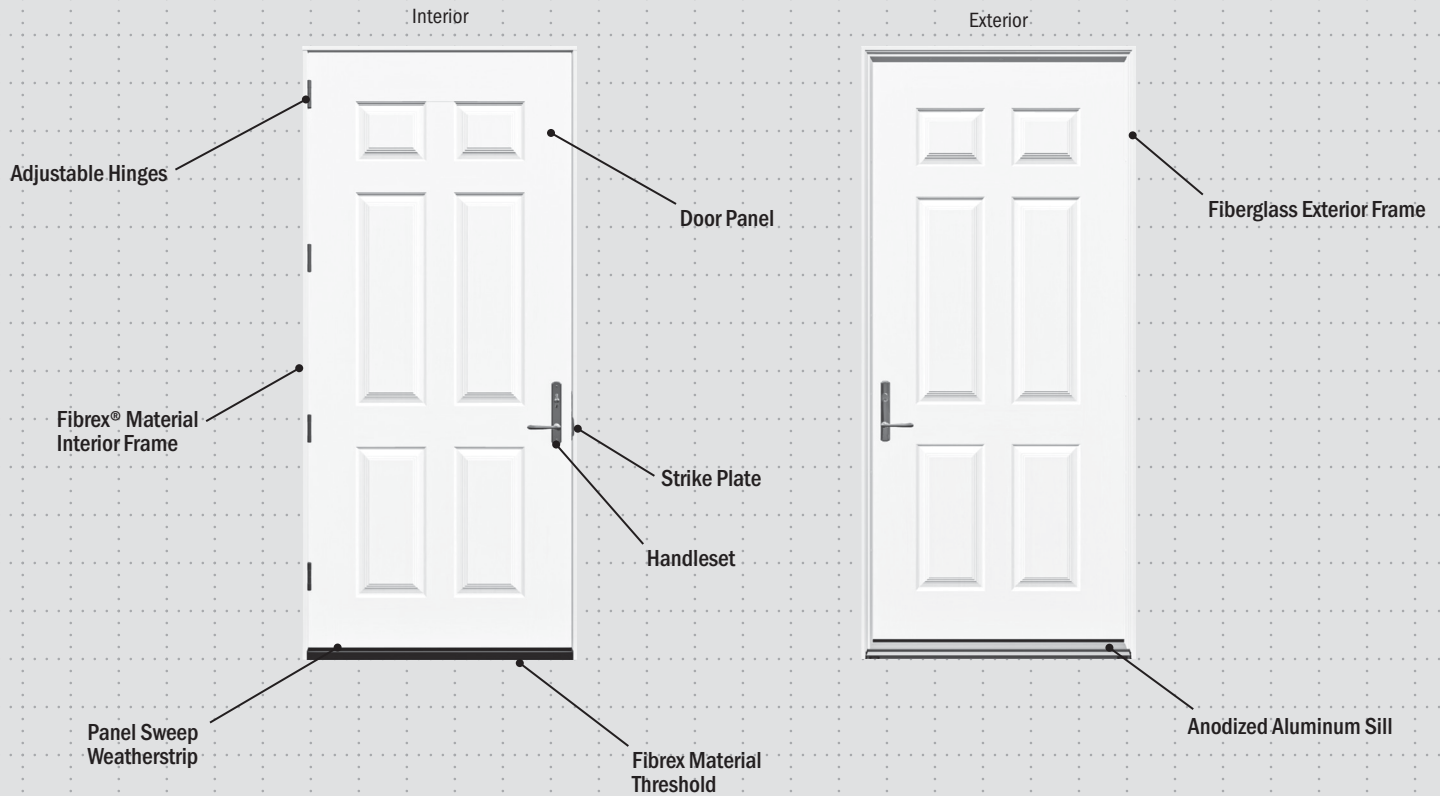 Interior
Exterior
Adjustable Hinges
Door Panel
Fiberglass Exterior Frame
Fibrex® Material
Interior Frame
Strike Plate
Handleset
Panel Sweep
Weatherstrip
Fibrex Material
Threshold
Anodized Aluminum Sill